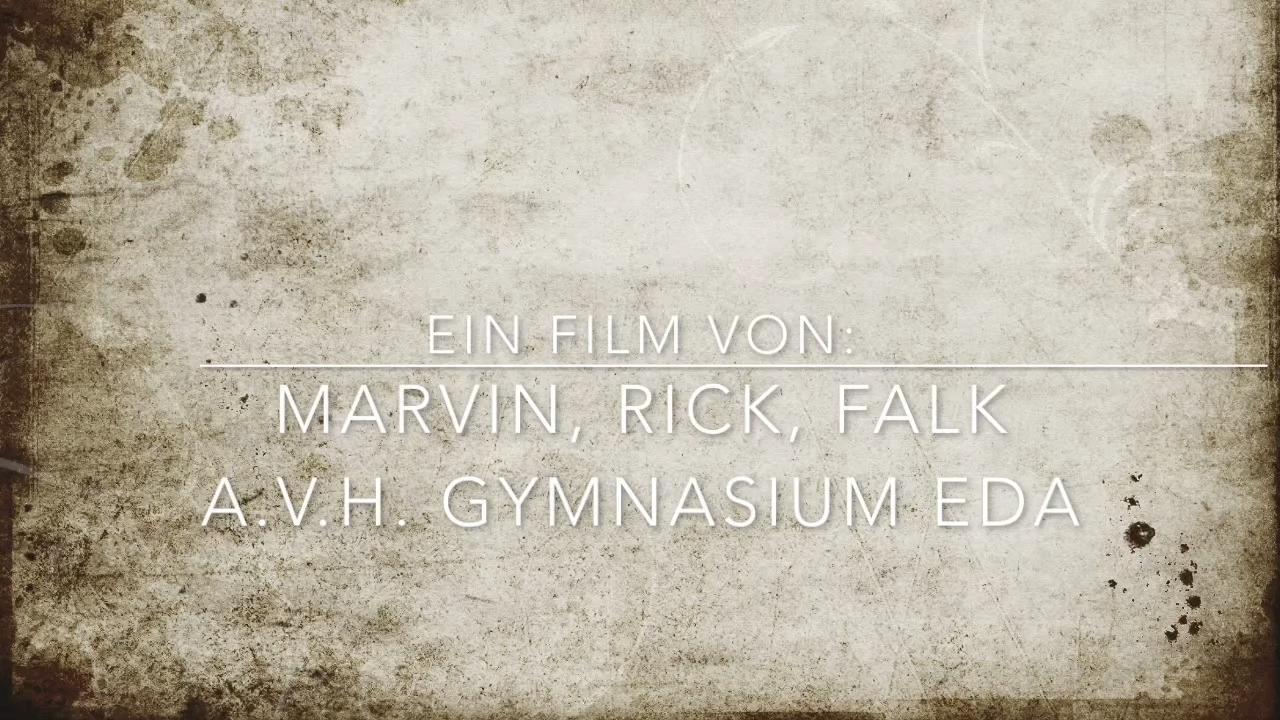 EIN FILM VON:
MARVIN, RICK, FALK
A.V.H. GYMNASIUM EDA